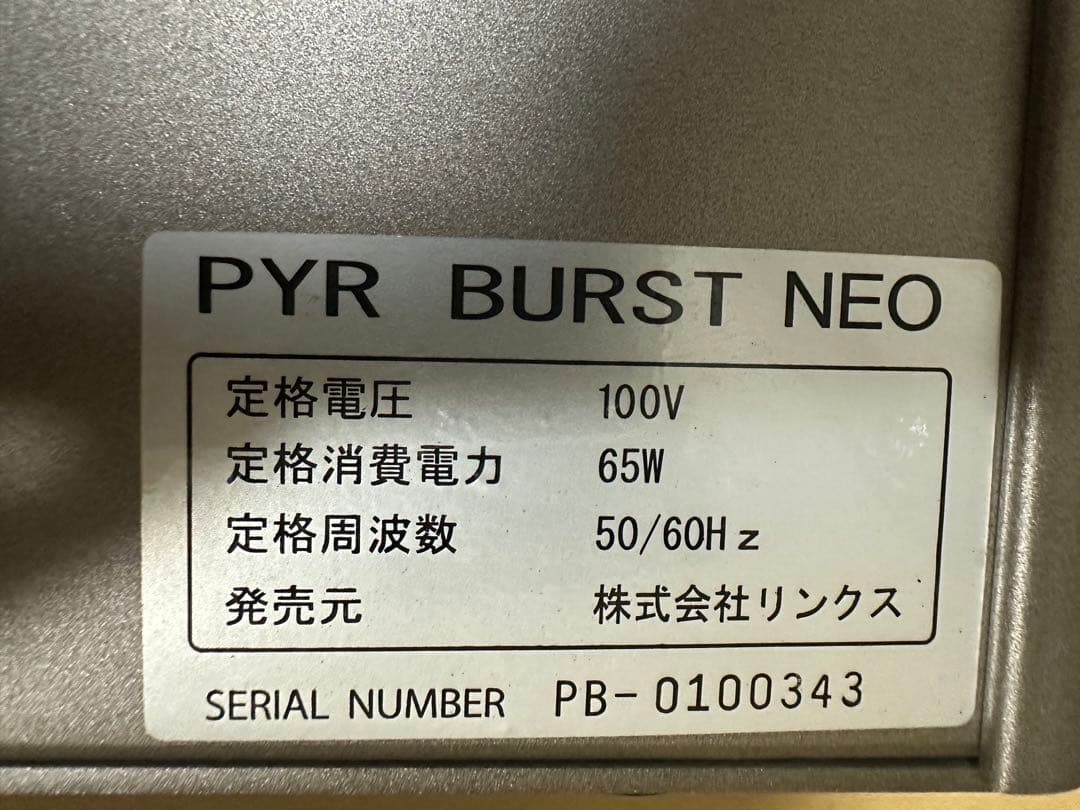 PYR BURST NEO
定格電圧 100V
定格消費電力 65W
定格周波数 50/60Hz
発売元 株式会社リンクス
SERIAL NUMBER PB-0100343